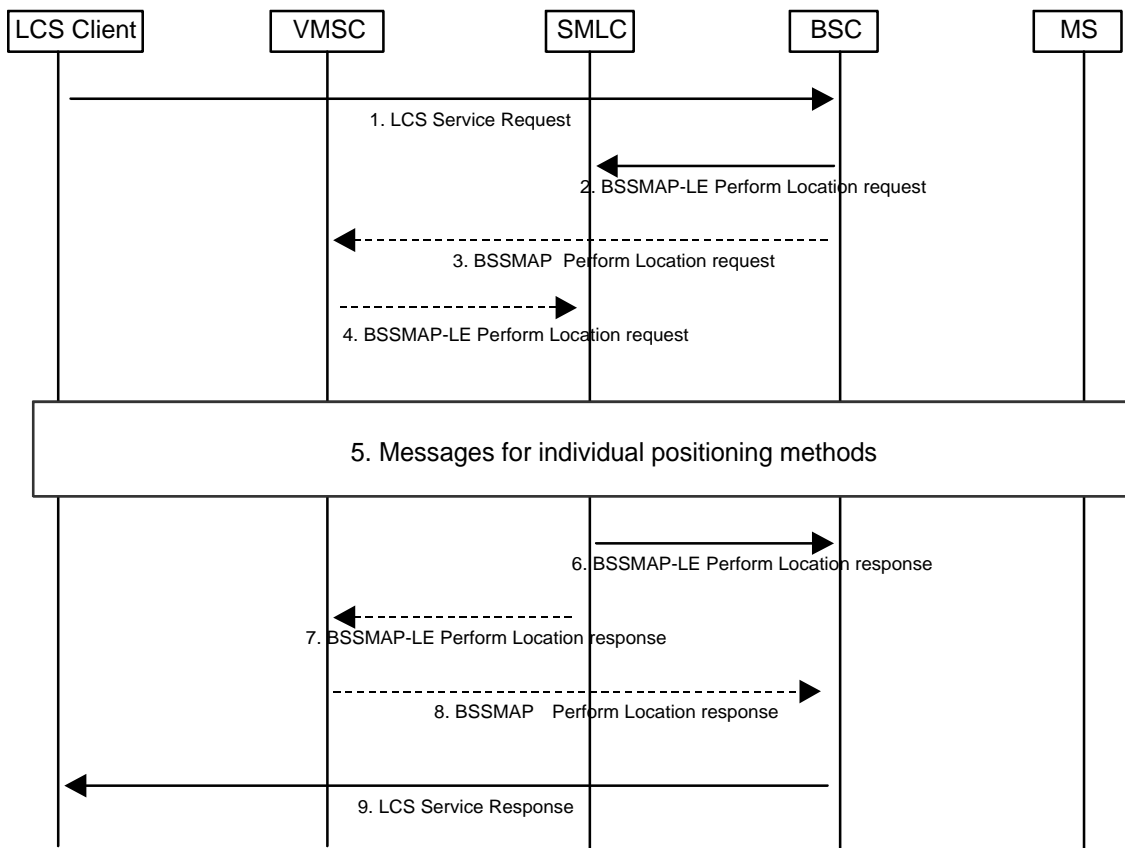 LCS Client
VMSC
SMLC
BSC
MS
1. LCS Service Request
2. BSSMAP-LE Perform Location request
3. BSSMAP Perform Location request
4. BSSMAP-LE Perform Location request
5. Messages for individual positioning methods
6. BSSMAP-LE Perform Location response
7. BSSMAP-LE Perform Location response
8. BSSMAP Perform Location response
9. LCS Service Response